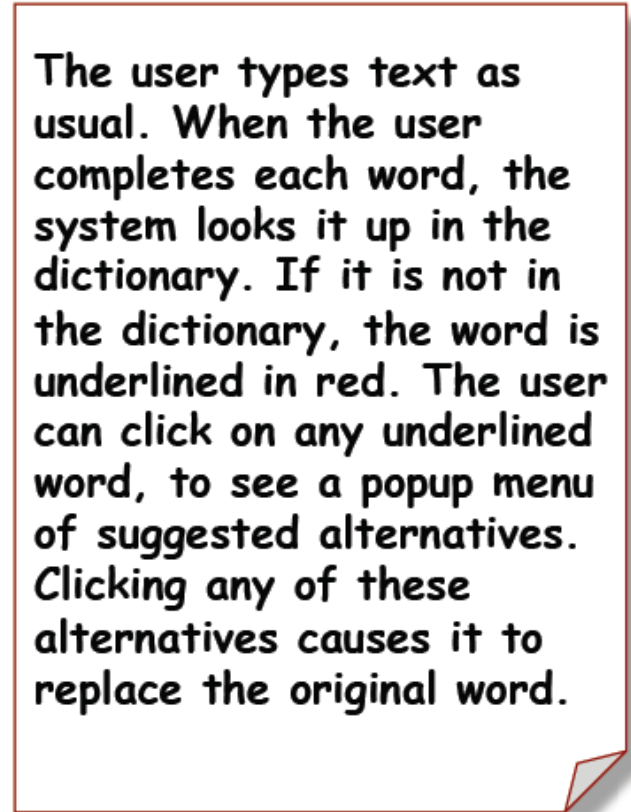 The user types text as
usual. When the user
completes each word, the
system looks it up in the
dictionary. If it is not in
the dictionary, the word is
underlined in red. The user
can click on any underlined
word, to see a popup menu
of suggested alternatives.
Clicking any of these
alternatives causes it to
replace the original word.